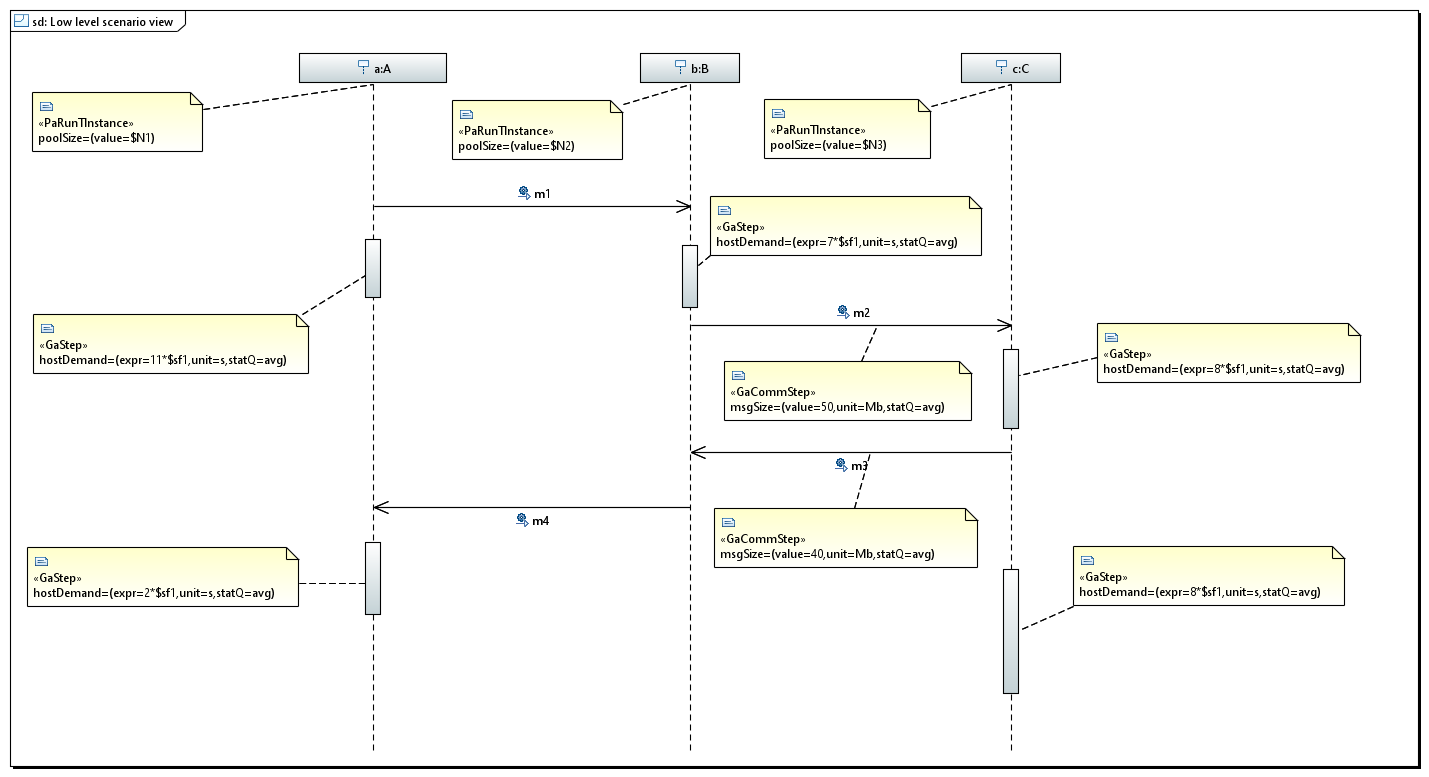 sd: Low level scenario view
a:A
b:B
c:C
«PaRunTInstance»
poolSize=(value=$N1)
«PaRunTInstance»
poolSize=(value=$N2)
«PaRunTInstance»
poolSize=(value=$N3)
m1
«GaStep»
hostDemand=(expr=7*$sf1,unit=s,statQ=avg)
m2
«GaStep»
hostDemand=(expr=11*$sf1,unit=s,statQ=avg)
«GaStep»
hostDemand=(expr=8*$sf1,unit=s,statQ=avg)
«GaCommStep»
msgSize=(value=50,unit=Mb,statQ=avg)
m3
m4
«GaCommStep»
msgSize=(value=40,unit=Mb,statQ=avg)
«GaStep»
hostDemand=(expr=2*$sf1,unit=s,statQ=avg)
«GaStep»
hostDemand=(expr=8*$sf1,unit=s,statQ=avg)